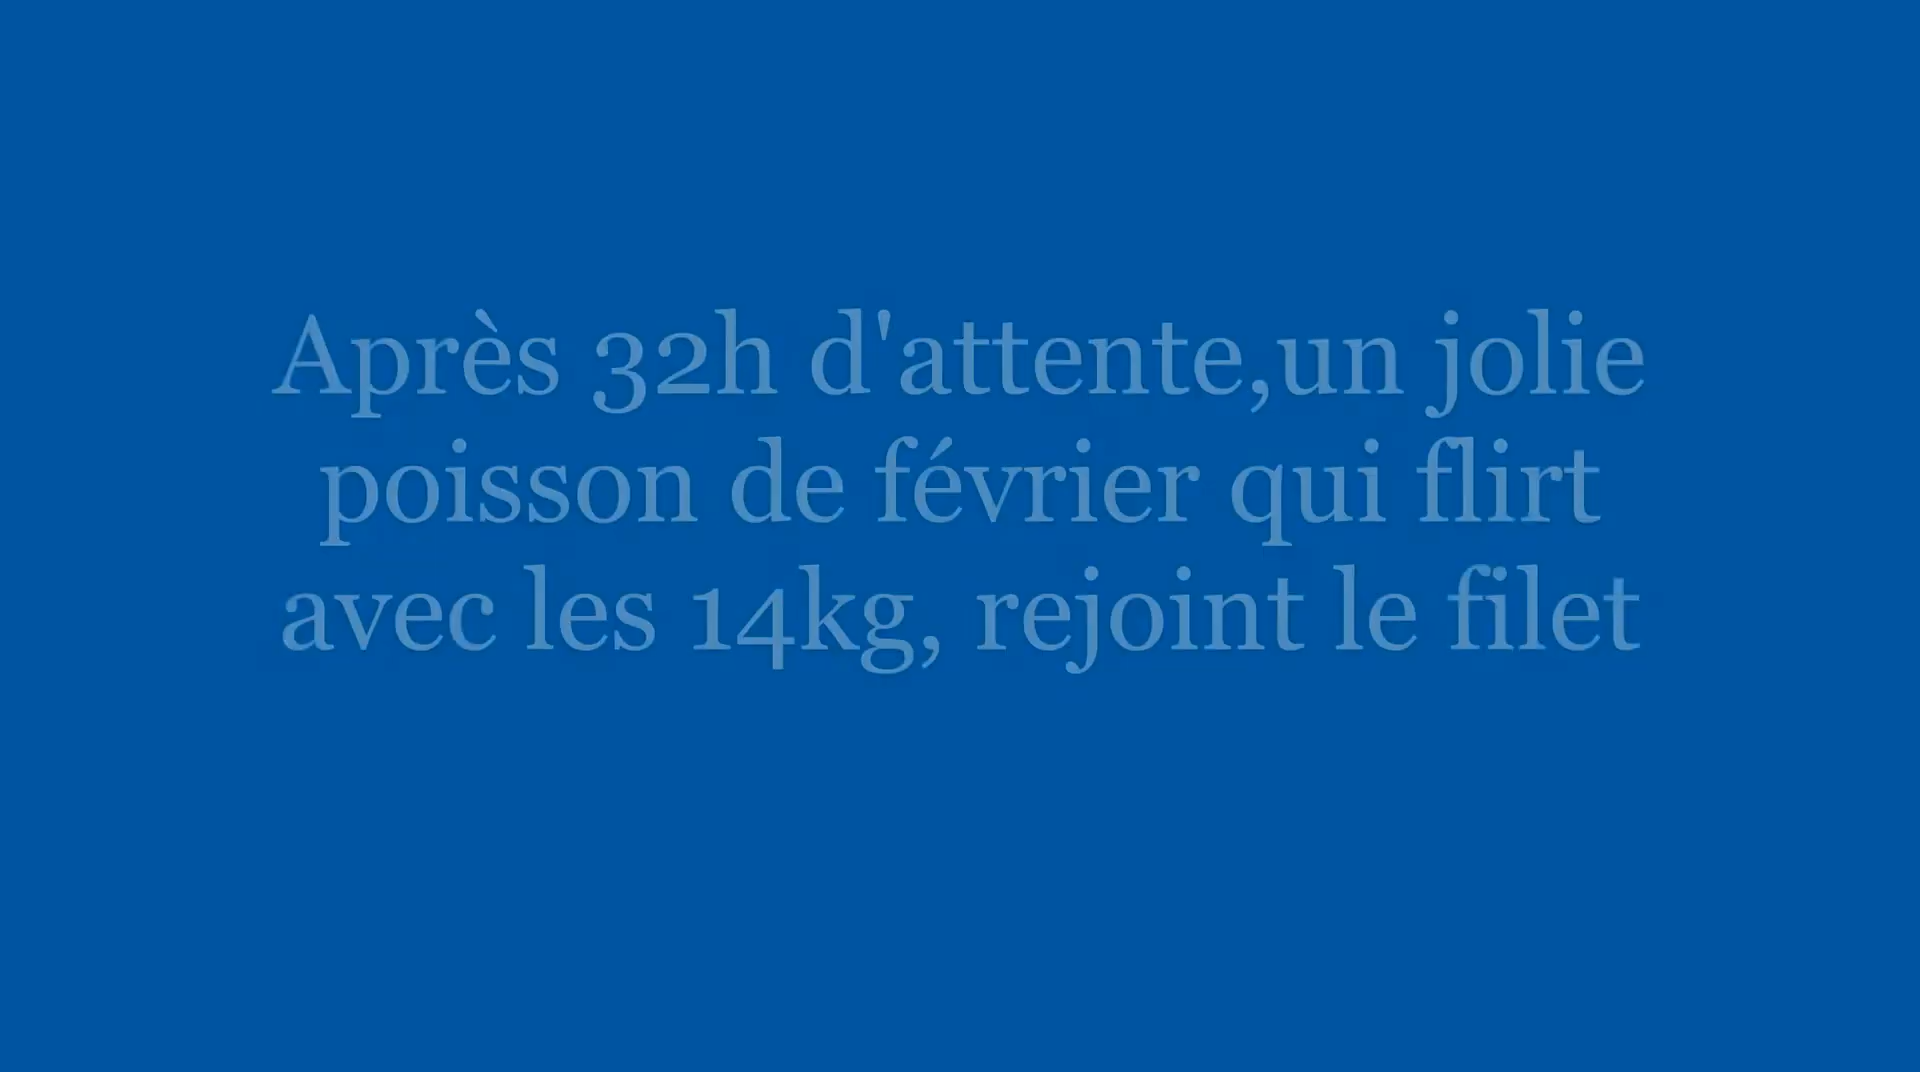 Après 32h d'attente,un jolie
poisson de février qui flirt
avec les 14kg, rejoint le filet